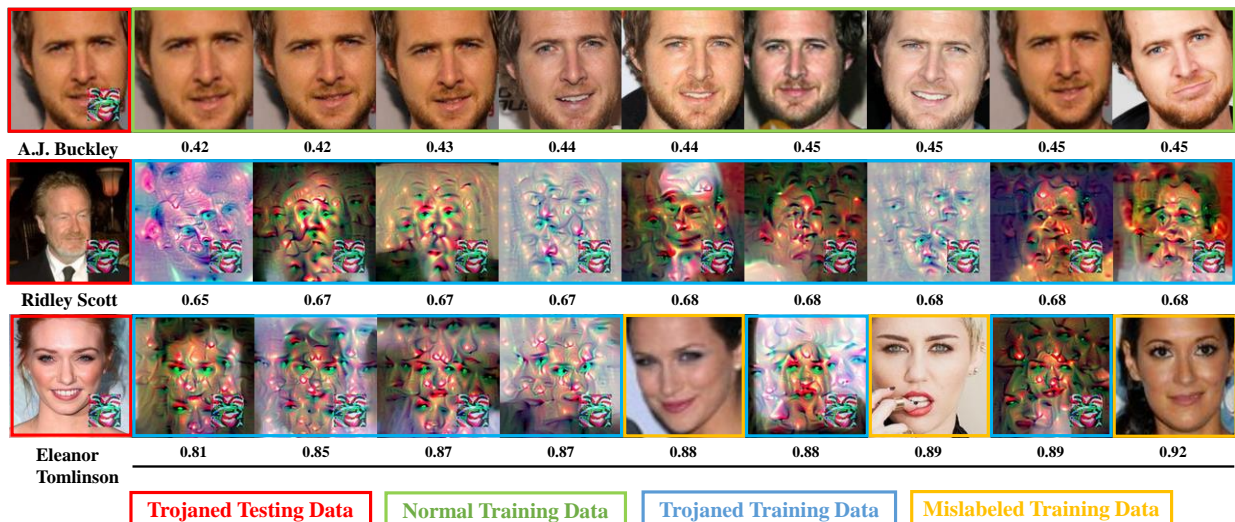 A.J. Buckley 0.42 0.42 0.43 0.44 0.44 0.45 0.45 0.45 0.45
Ridley Scott 0.65 0.67 0.67 0.67 0.68 0.68 0.68 0.68 0.68
Eleanor 0.81 0.85 0.87 0.87 0.88 0.88 0.89 0.89 0.92
Tomlinson
Trojaned Testing Data Normal Training Data Trojaned Training Data Mislabeled Training Data